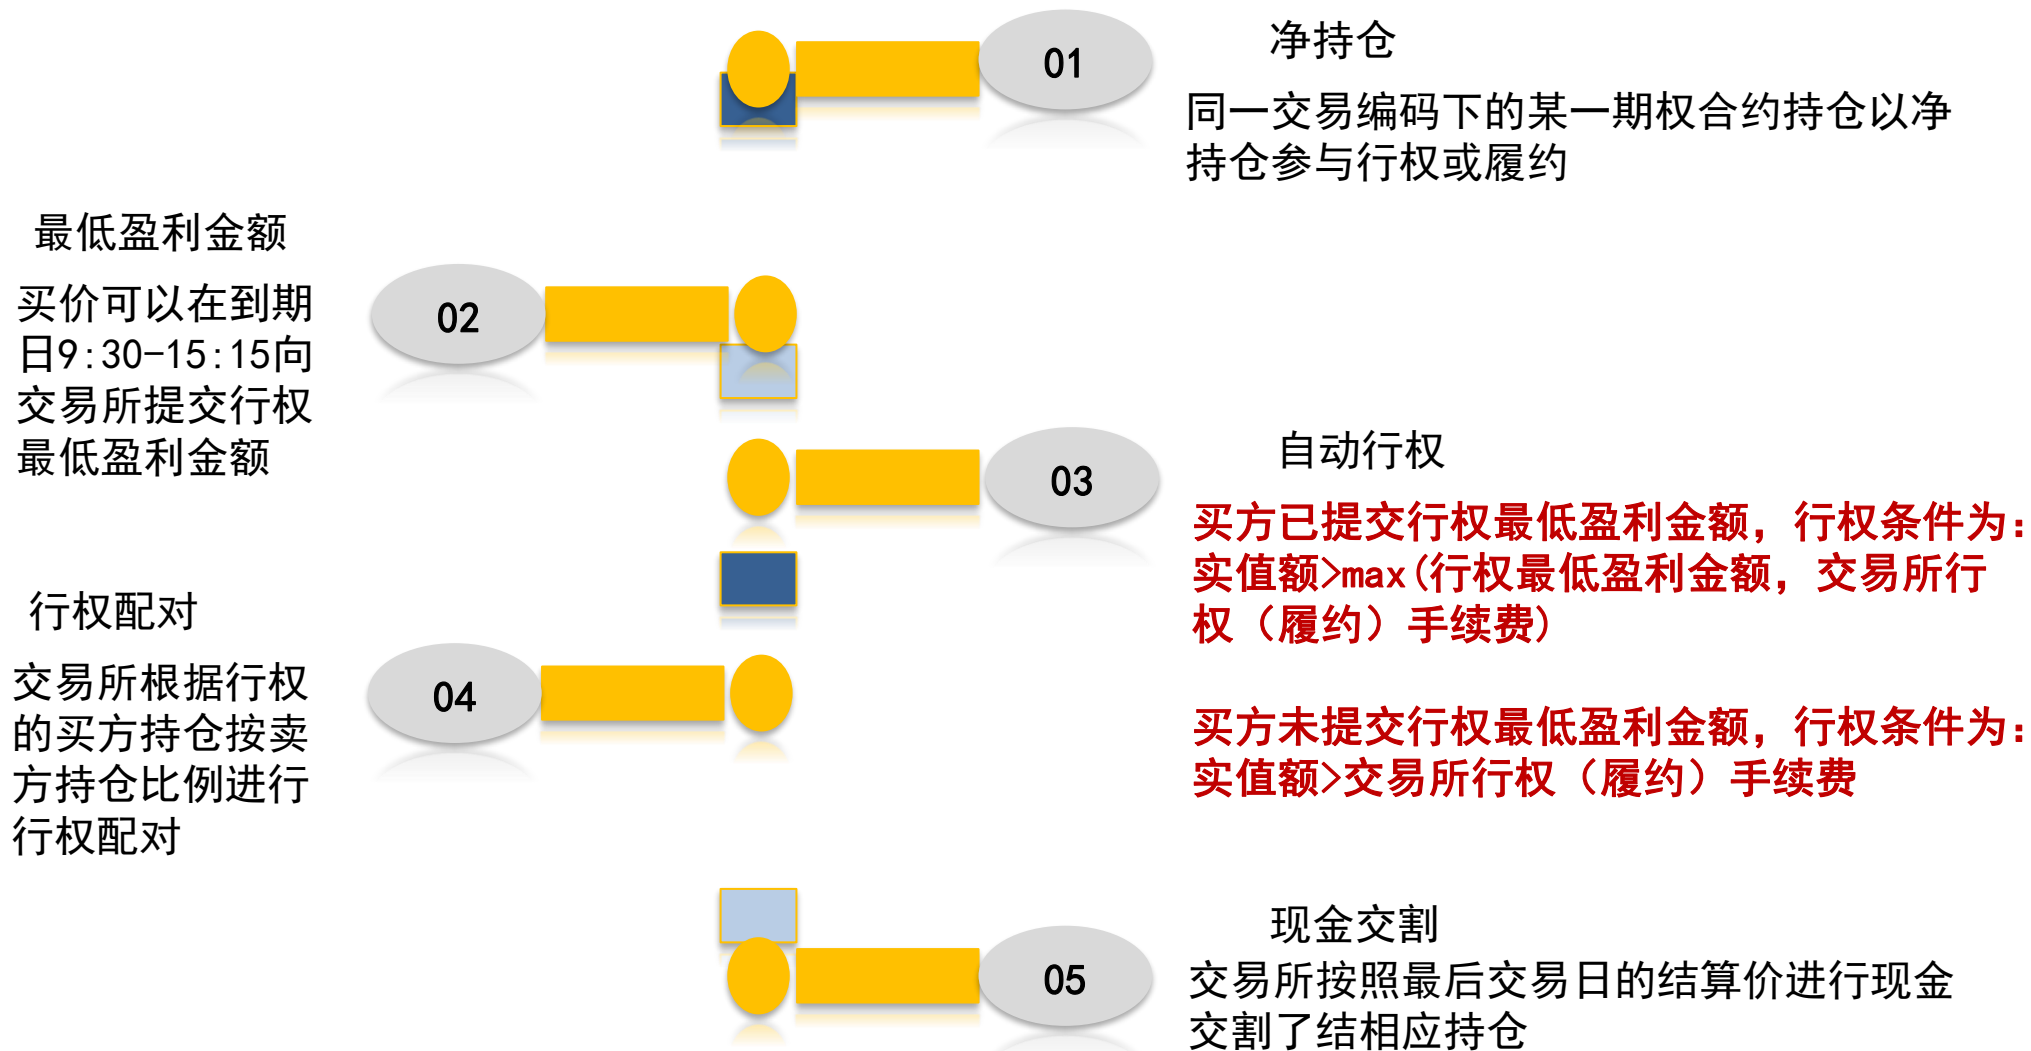 01
净持仓
同一交易编码下的某一期权合约持仓以净
持仓参与行权或履约
最低盈利金额
02
买价可以在到期
日9:30-15:15向
交易所提交行权
最低盈利金额
03
自动行权
买方已提交行权最低盈利金额，行权条件为：
实值额>max(行权最低盈利金额，交易所行
权（履约）手续费)
买方未提交行权最低盈利金额，行权条件为：
实值额>交易所行权（履约）手续费
行权配对
04
交易所根据行权
的买方持仓按卖
方持仓比例进行
行权配对
05
现金交割
交易所按照最后交易日的结算价进行现金
交割了结相应持仓